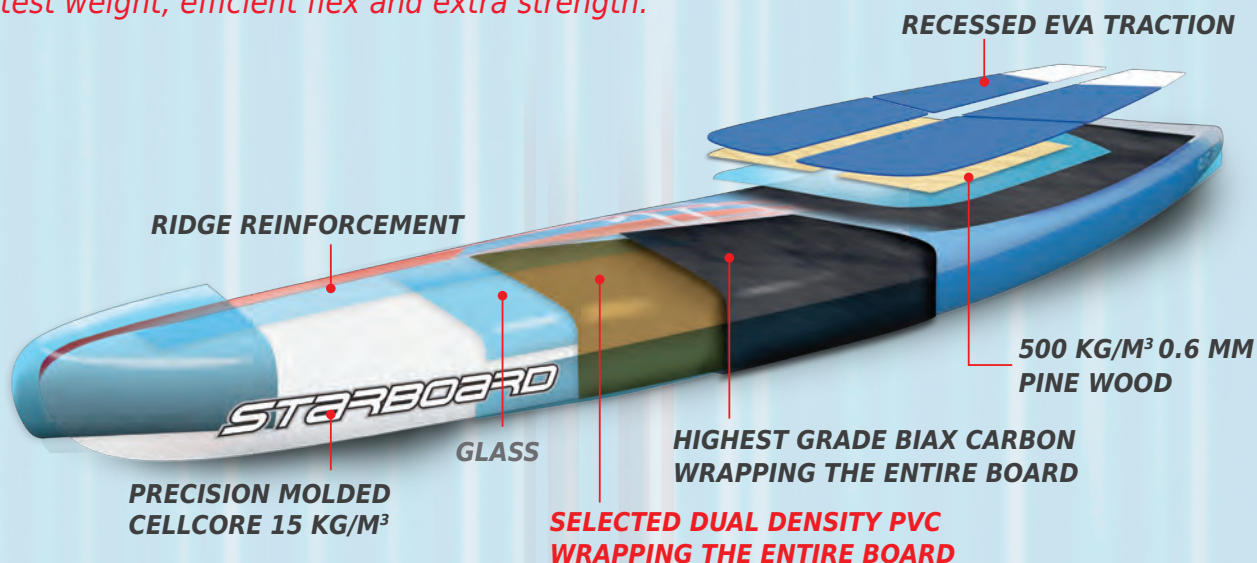 weight, efficient flex and extra strength.
RECESSED EVA TRACTION
RIDGE REINFORCEMENT
STARBOARD
500 KG/M³ 0.6 MM
PINE WOOD
GLASS
HIGHEST GRADE BIAX CARBON
WRAPPING THE ENTIRE BOARD
PRECISION MOLDED
CELLCORE 15 KG/M³
SELECTED DUAL DENSITY PVC
WRAPPING THE ENTIRE BOARD